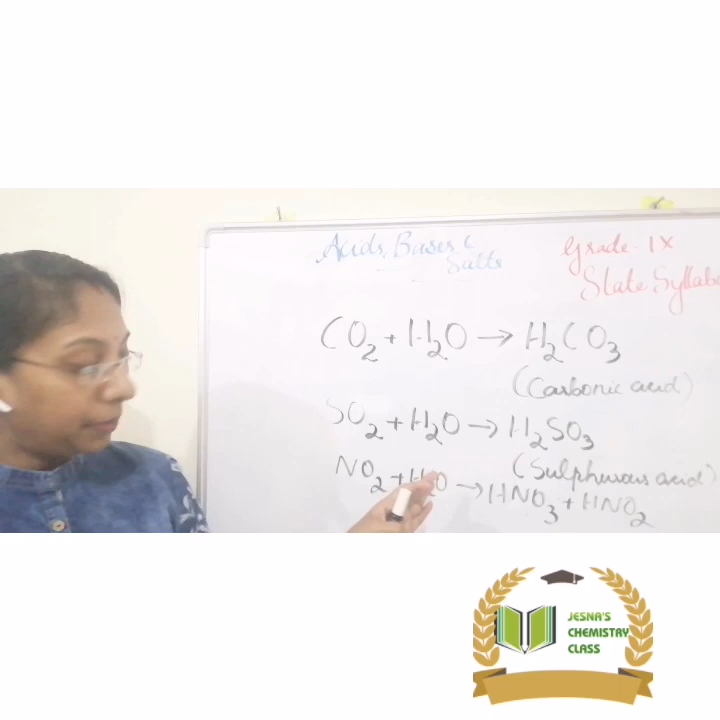 Acids, Bases &
Salts
Grade - IX
State Syllabu
CO₂ + H₂O → H₂CO₃
(Carbonic acid)
SO₂ + H₂O → H₂SO₃
(Sulphurous acid)
NO₂ + H₂O → HNO₃ + HNO₂
JESNA'S
CHEMISTRY
CLASS